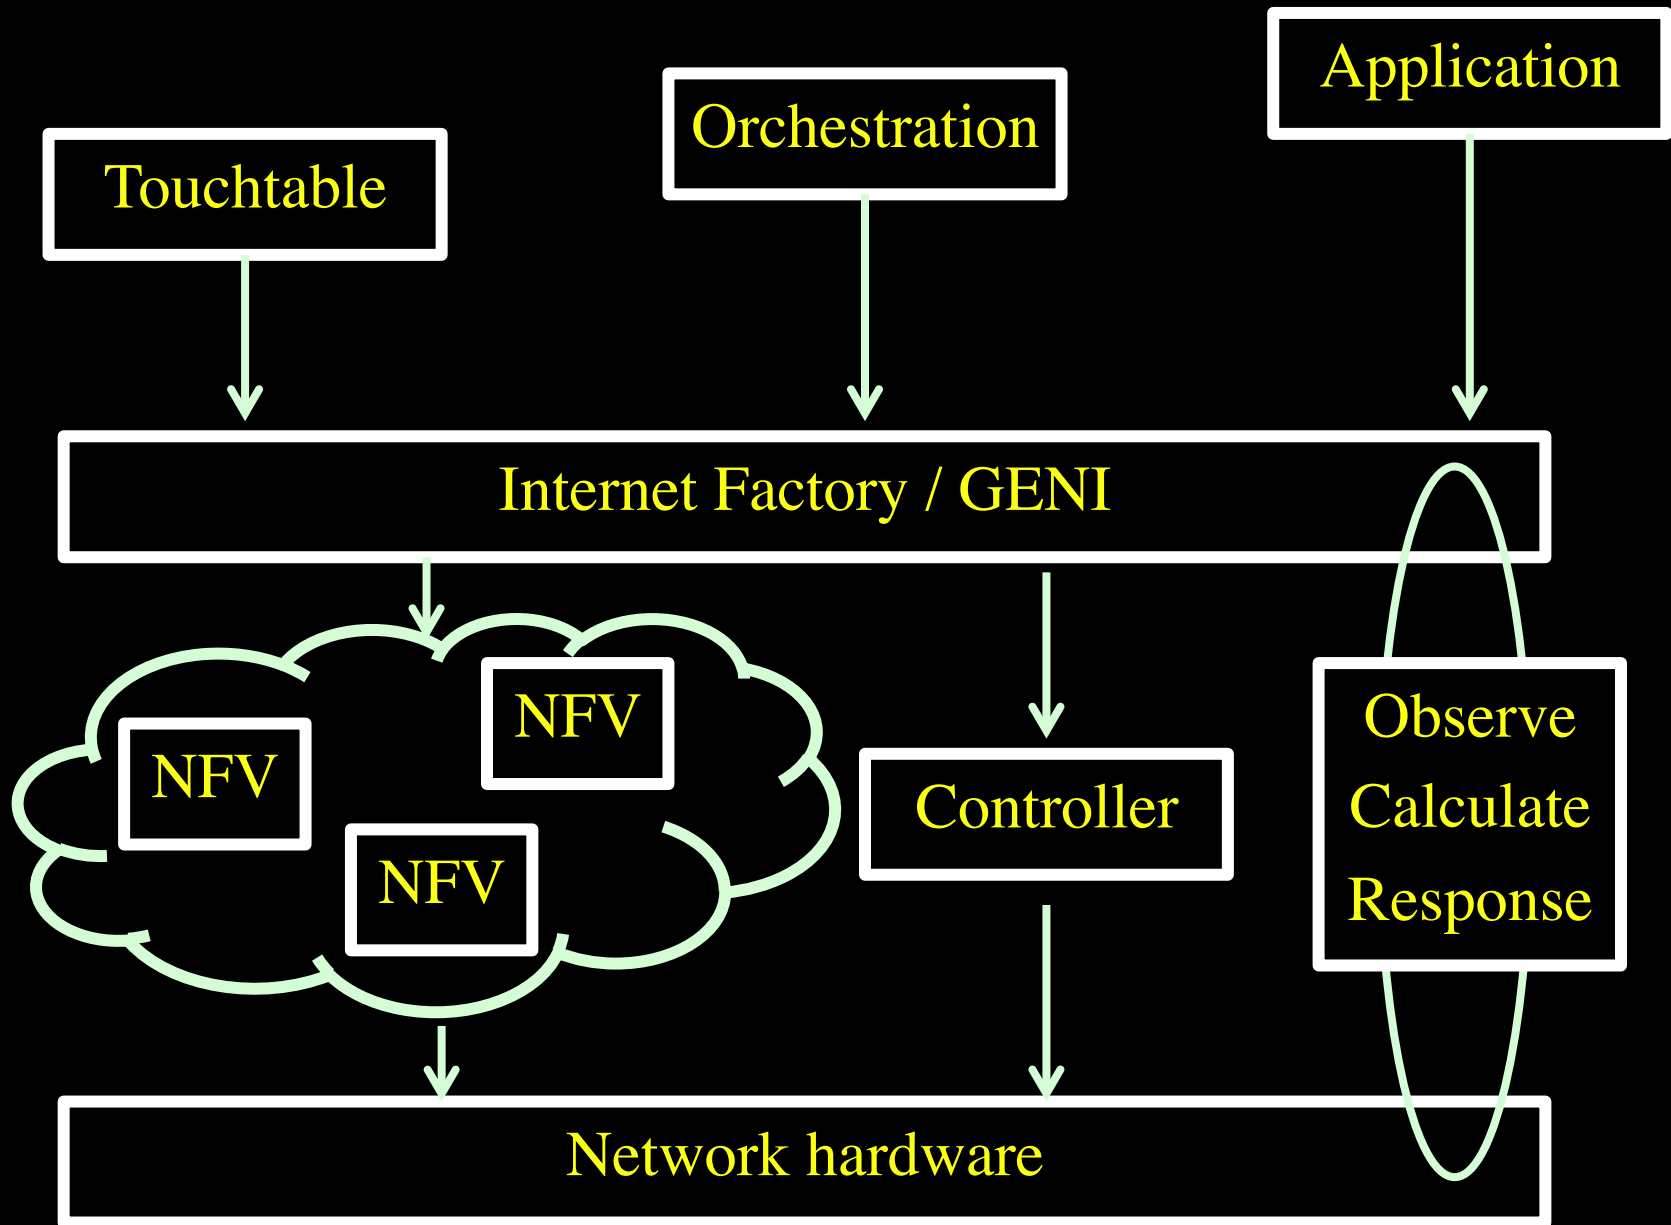 Application
Orchestration
Touchtable
Internet Factory / GENI
NFV
NFV
NFV
Controller
Observe
Calculate
Response
Network hardware